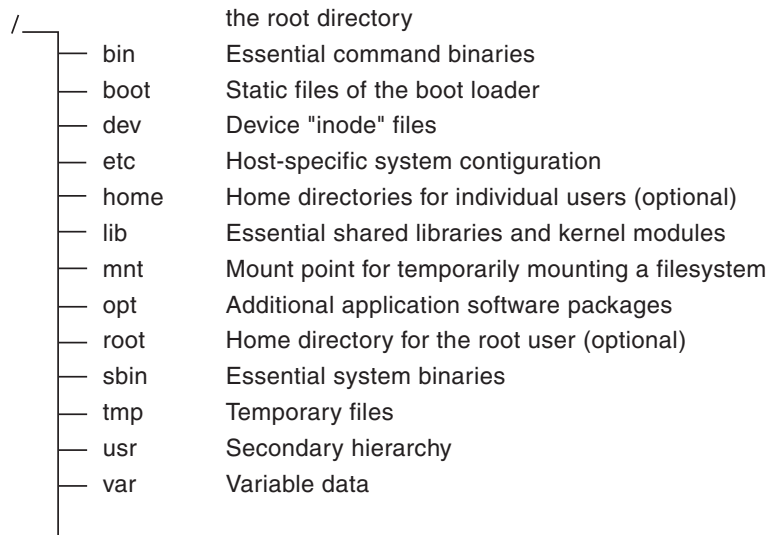 / the root directory
bin Essential command binaries
boot Static files of the boot loader
dev Device "inode" files
etc Host-specific system contiguration
home Home directories for individual users (optional)
lib Essential shared libraries and kernel modules
mnt Mount point for temporarily mounting a filesystem
opt Additional application software packages
root Home directory for the root user (optional)
sbin Essential system binaries
tmp Temporary files
usr Secondary hierarchy
var Variable data